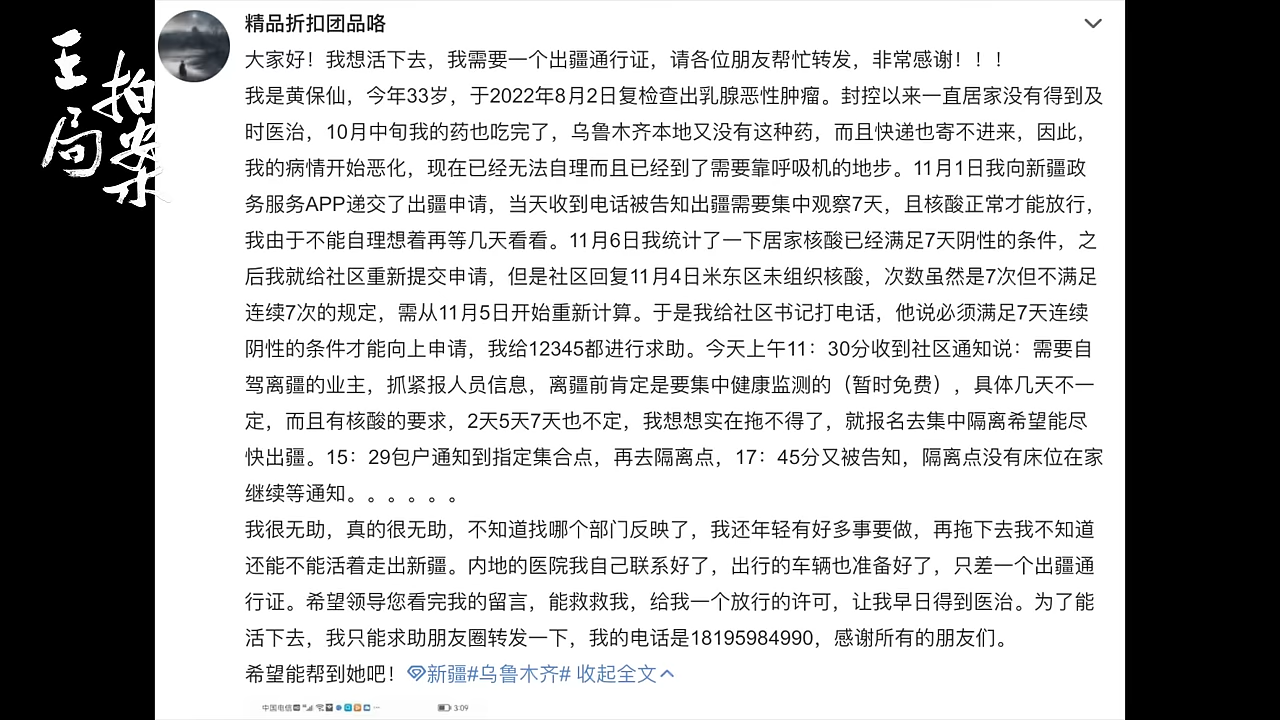 王局拍案
精品折扣团品咯
大家好！我想活下去，我需要一个出疆通行证，请各位朋友帮忙转发，非常感谢！！！
我是黄保仙，今年33岁，于2022年8月2日复检查出乳腺恶性肿瘤。封控以来一直居家没有得到及
时医治，10月中旬我的药也吃完了，乌鲁木齐本地又没有这种药，而且快递也寄不进来，因此，
我的病情开始恶化，现在已经无法自理而且已经到了需要靠呼吸机的地步。11月1日我向新疆政
务服务APP递交了出疆申请，当天收到电话被告知出疆需要集中观察7天，且核酸正常才能放行，
我由于不能自理想着再等几天看看。11月6日我统计了一下居家核酸已经满足7天阴性的条件，之
后我就给社区重新提交申请，但是社区回复11月4日米东区未组织核酸，次数虽然是7次但不满足
连续7次的规定，需从11月5日开始重新计算。于是我给社区书记打电话，他说必须满足7天连续
阴性的条件才能向上申请，我给12345都进行求助。今天上午11：30分收到社区通知说：需要自
驾离疆的业主，抓紧报人员信息，离疆前肯定是要集中健康监测的（暂时免费），具体几天不一
定，而且有核酸的要求，2天5天7天也不定，我想想实在拖不得了，就报名去集中隔离希望能尽
快出疆。15：29包户通知到指定集合点，再去隔离点，17：45分又被告知，隔离点没有床位在家
继续等通知。。。。。。
我很无助，真的很无助，不知道找哪个部门反映了，我还年轻有好多事要做，再拖下去我不知道
还能不能活着走出新疆。内地的医院我自己联系好了，出行的车辆也准备好了，只差一个出疆通
行证。希望领导您看完我的留言，能救救我，给我一个放行的许可，让我早日得到医治。为了能
活下去，我只能求助朋友圈转发一下，我的电话是18195984990，感谢所有的朋友们。
希望能帮到她吧！新疆#乌鲁木齐# 收起全文
中国电信 3:09